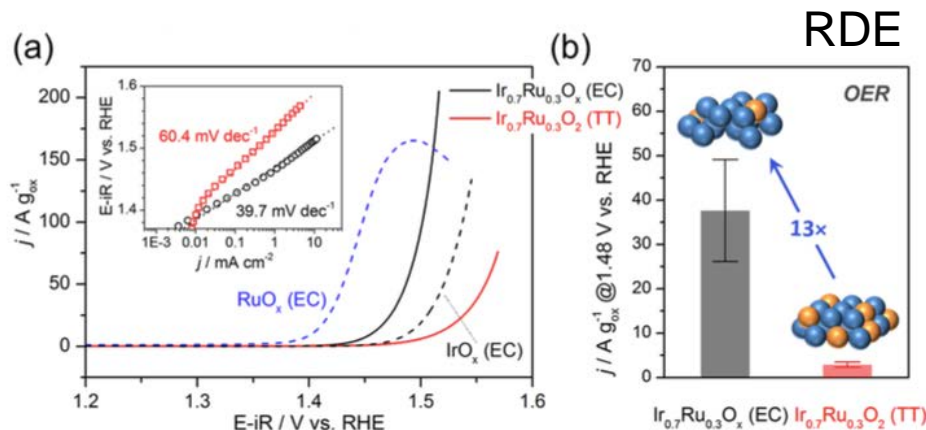 RDE
(a)
200
150
100
50
0
j / A g⁻¹ₒₓ
1.2
1.3
1.4
1.5
1.6
E-iR / V vs. RHE
Ir₀.₇Ru₀.₃Oₓ (EC)
Ir₀.₇Ru₀.₃O₂ (TT)
RuOₓ (EC)
IrOₓ (EC)
1.6
1.5
1.4
E-iR / V vs. RHE
60.4 mV dec⁻¹
39.7 mV dec⁻¹
1E-3
0.01
0.1
1
10
100
j / mA cm⁻²
(b)
70
60
50
40
30
20
10
0
j / A g⁻¹ₒₓ @1.48 V vs. RHE
OER
13×
Ir₀.₇Ru₀.₃Oₓ (EC) Ir₀.₇Ru₀.₃O₂ (TT)